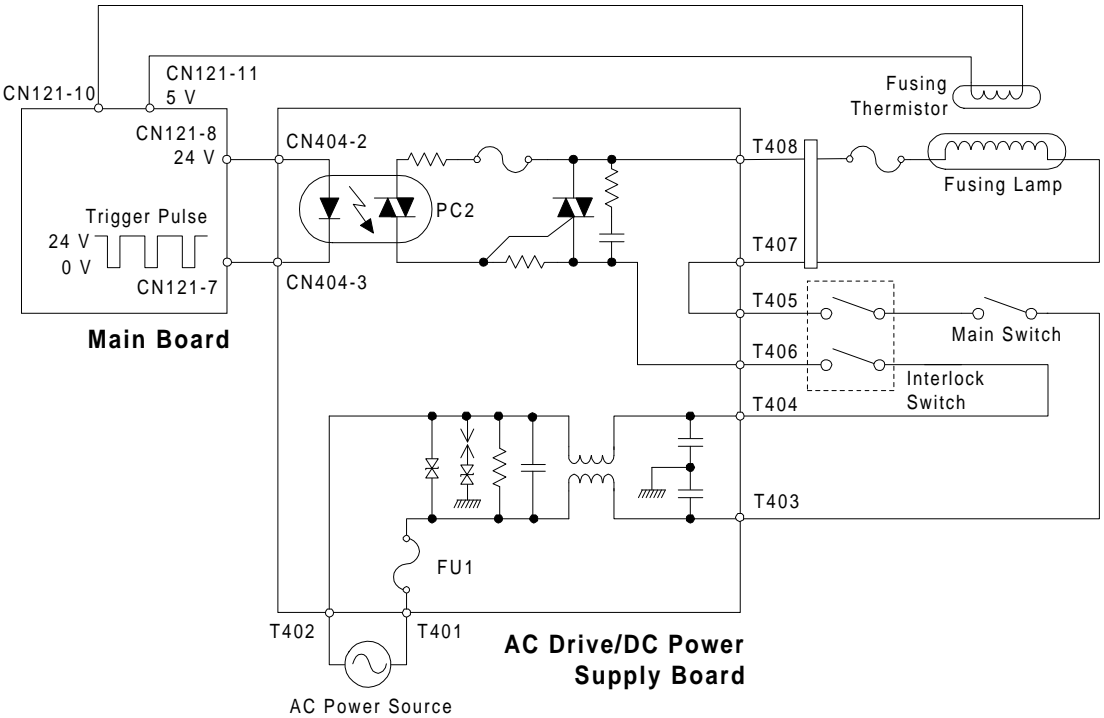 CN121-11
5 V
CN121-10
Fusing
Thermistor
CN121-8
24 V
CN404-2
T408
Fusing Lamp
PC2
Trigger Pulse
24 V
0 V
CN121-7
CN404-3
T407
T405
Main Switch
Main Board
T406
Interlock
Switch
T404
T403
FU1
T402
T401
AC Drive/DC Power
Supply Board
AC Power Source